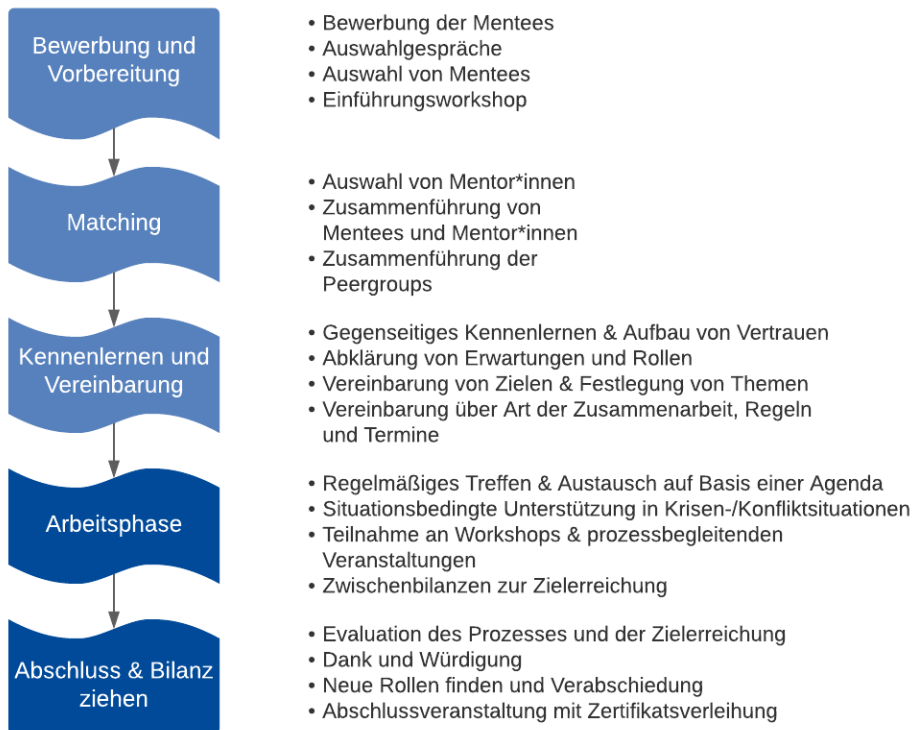 Bewerbung und
Vorbereitung
• Bewerbung der Mentees
• Auswahlgespräche
• Auswahl von Mentees
• Einführungsworkshop
Matching
• Auswahl von Mentor*innen
• Zusammenführung von
Mentees und Mentor*innen
• Zusammenführung der
Peergroups
Kennenlernen und
Vereinbarung
• Gegenseitiges Kennenlernen & Aufbau von Vertrauen
• Abklärung von Erwartungen und Rollen
• Vereinbarung von Zielen & Festlegung von Themen
• Vereinbarung über Art der Zusammenarbeit, Regeln
und Termine
Arbeitsphase
• Regelmäßiges Treffen & Austausch auf Basis einer Agenda
• Situationsbedingte Unterstützung in Krisen-/Konfliktsituationen
• Teilnahme an Workshops & prozessbegleitenden
Veranstaltungen
• Zwischenbilanzen zur Zielerreichung
Abschluss & Bilanz
ziehen
• Evaluation des Prozesses und der Zielerreichung
• Dank und Würdigung
• Neue Rollen finden und Verabschiedung
• Abschlussveranstaltung mit Zertifikatsverleihung